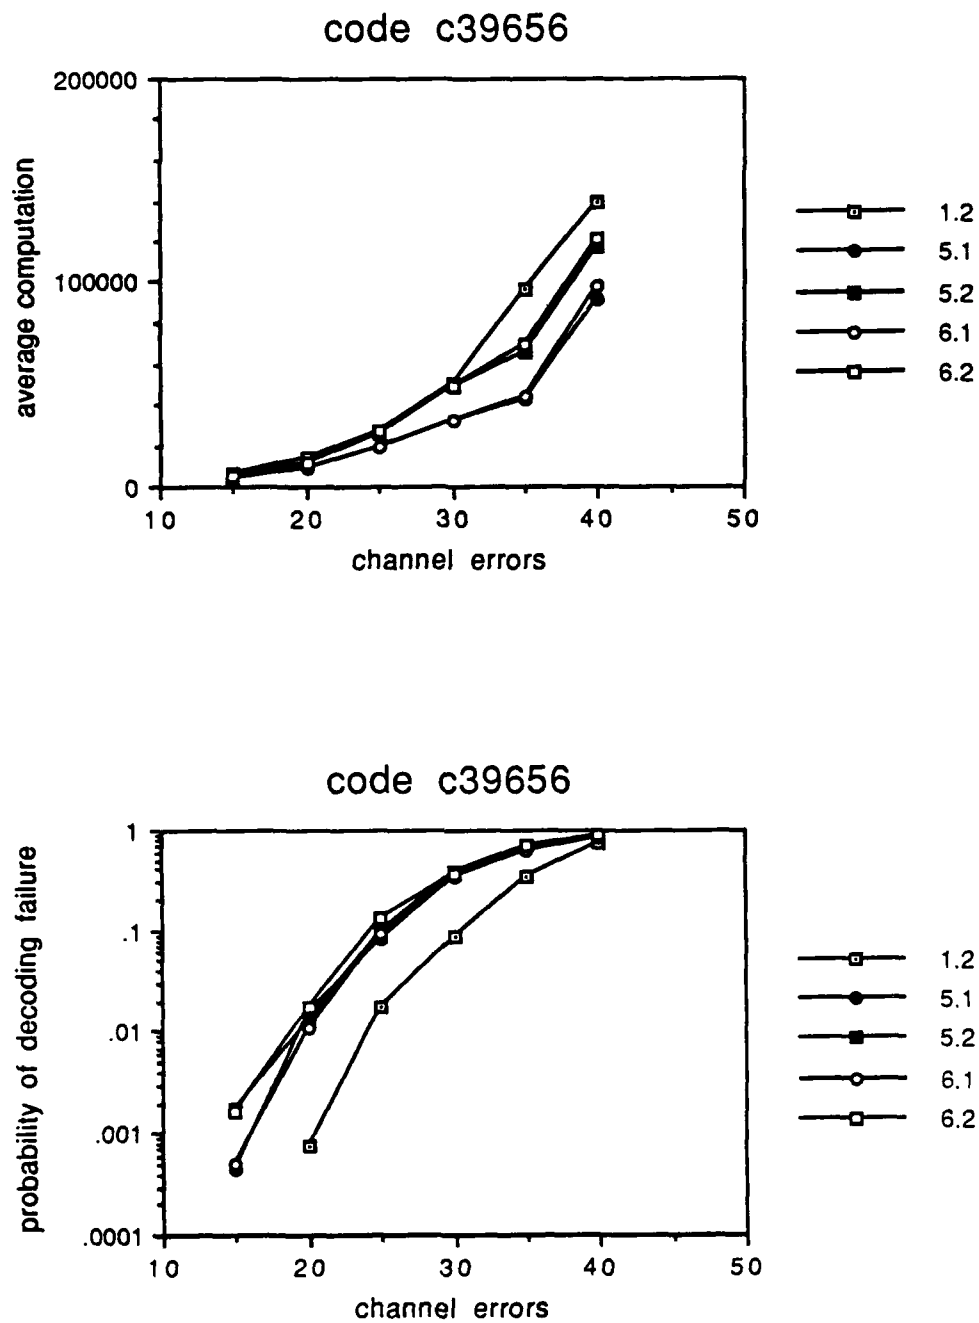 code c39656
200000
100000
0
average computation
10 20 30 40 50
channel errors
1.2
5.1
5.2
6.1
6.2
code c39656
1
.1
.01
.001
.0001
probability of decoding failure
10 20 30 40 50
channel errors
1.2
5.1
5.2
6.1
6.2